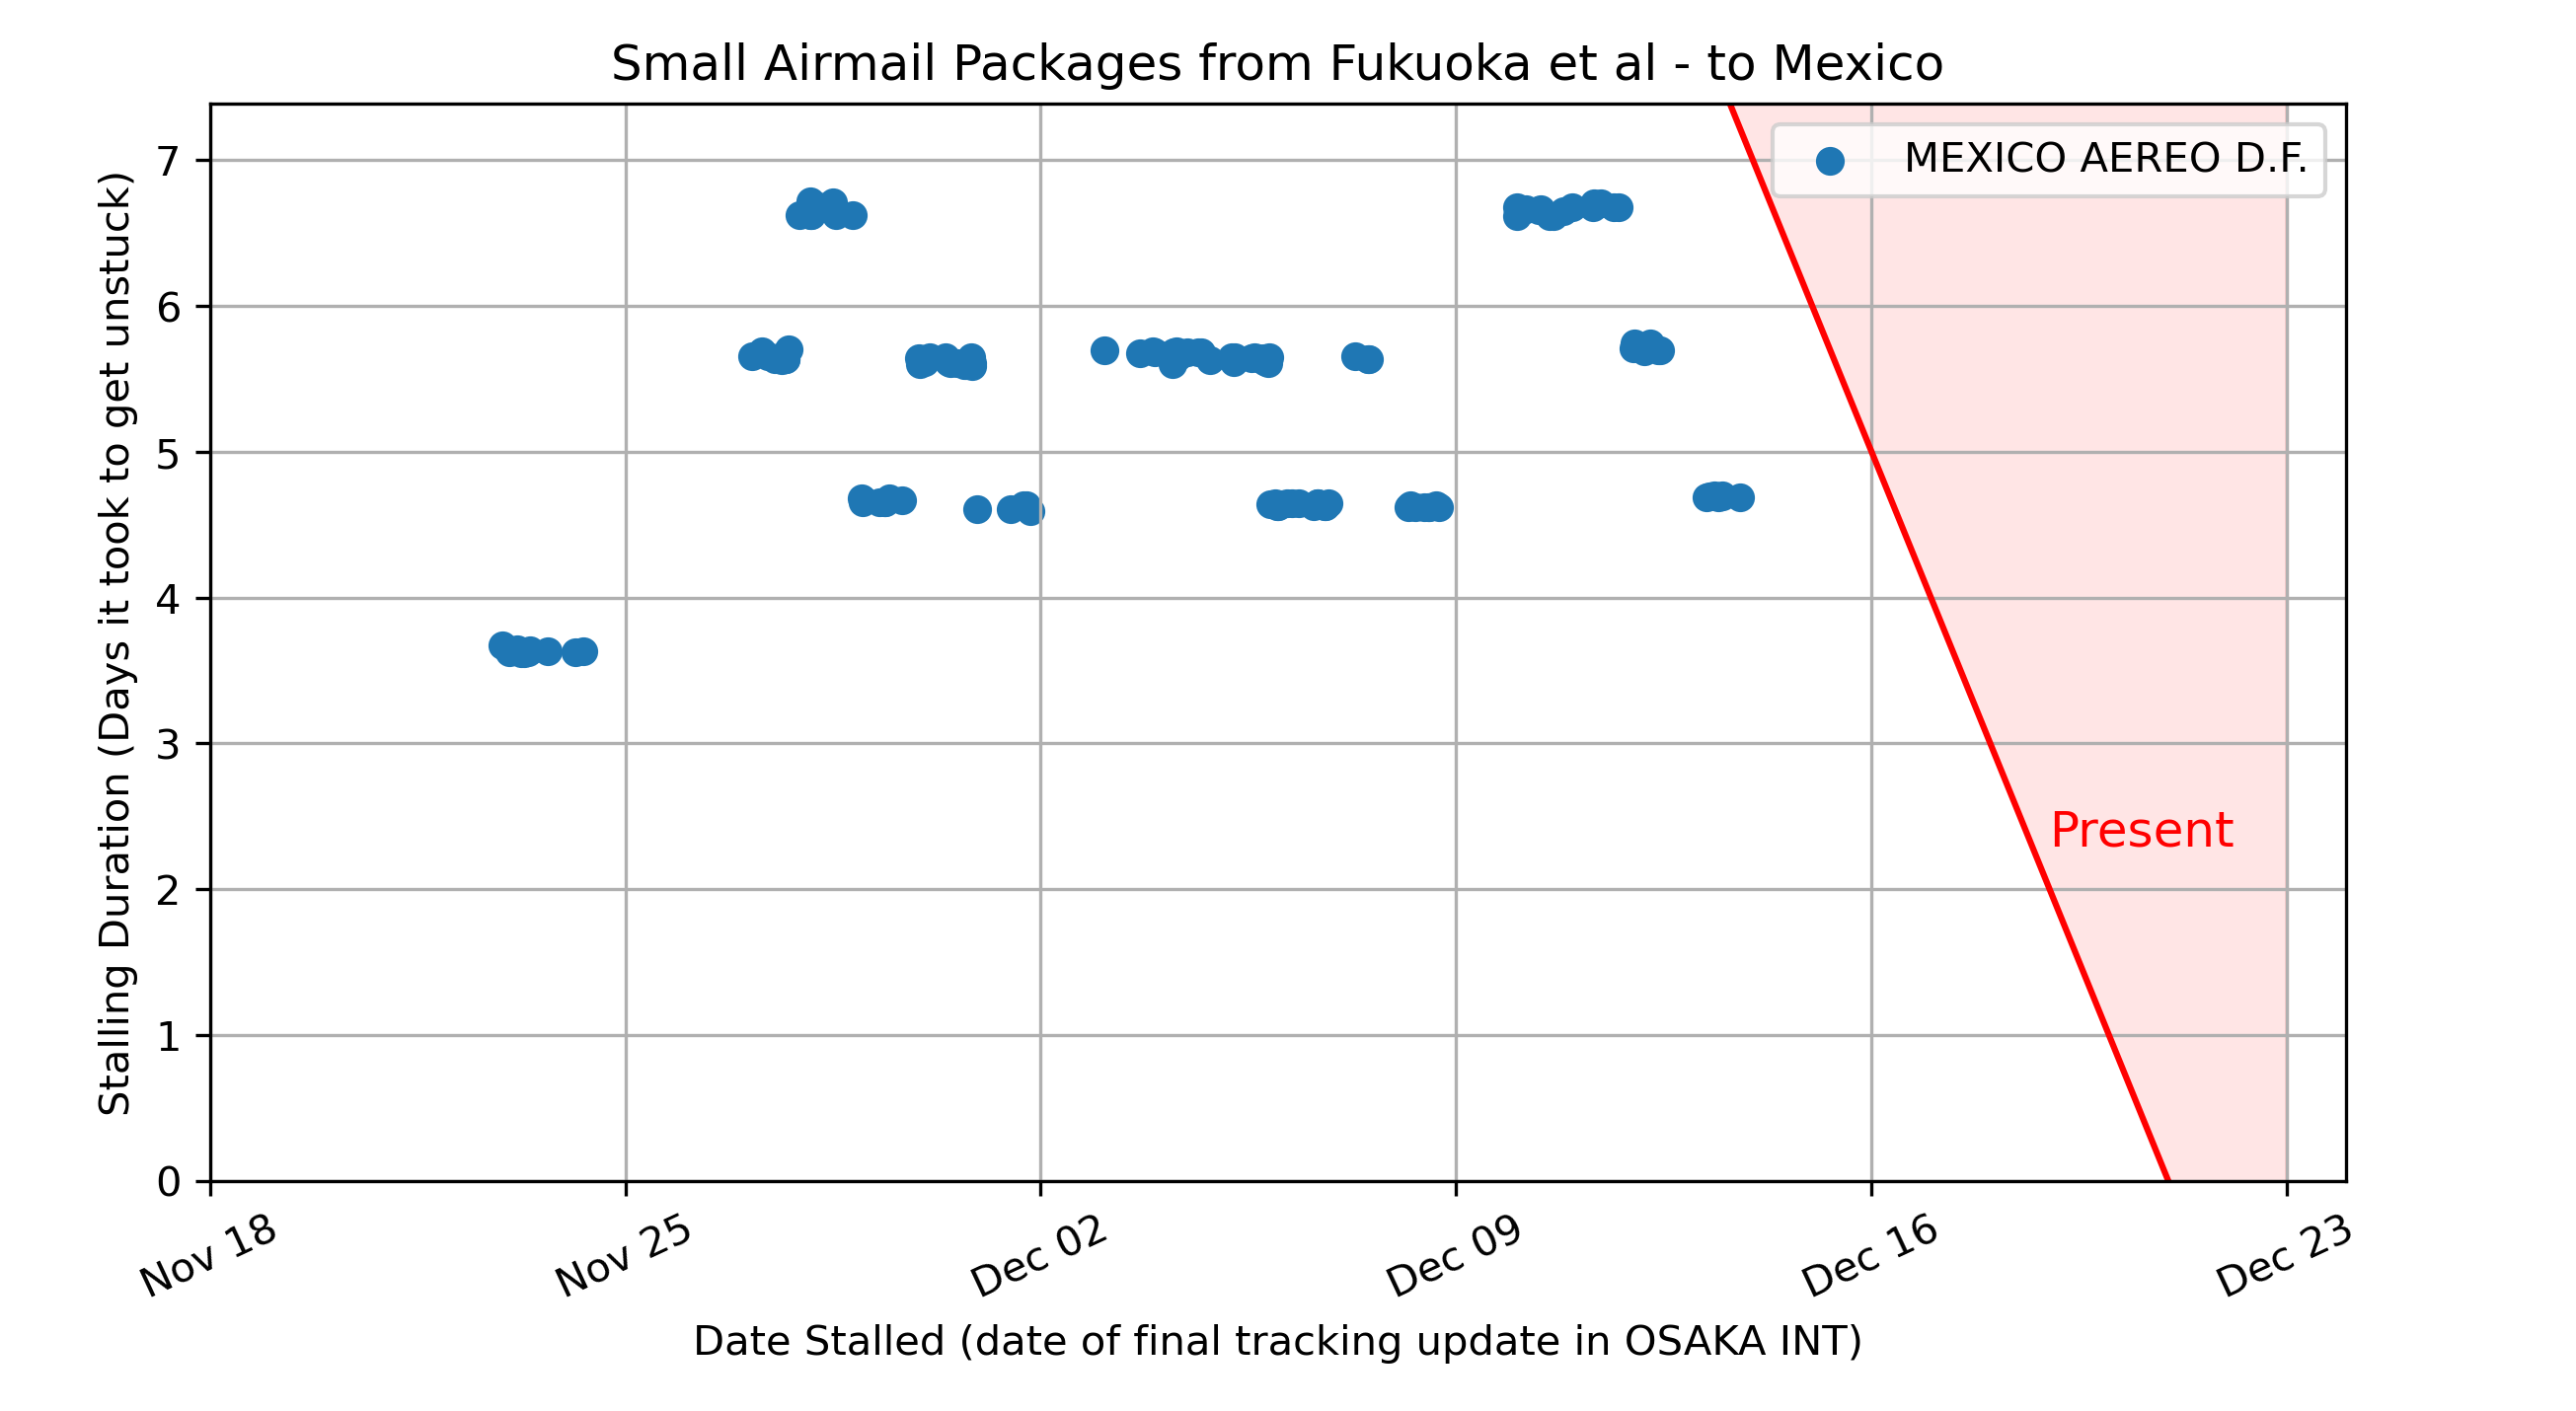 Small Airmail Packages from Fukuoka et al - to Mexico
MEXICO AEREO D.F.
Stalling Duration (Days it took to get unstuck)
7
6
5
4
3
2
1
0
Present
Nov 18
Nov 25
Dec 02
Dec 09
Dec 16
Dec 23
Date Stalled (date of final tracking update in OSAKA INT)